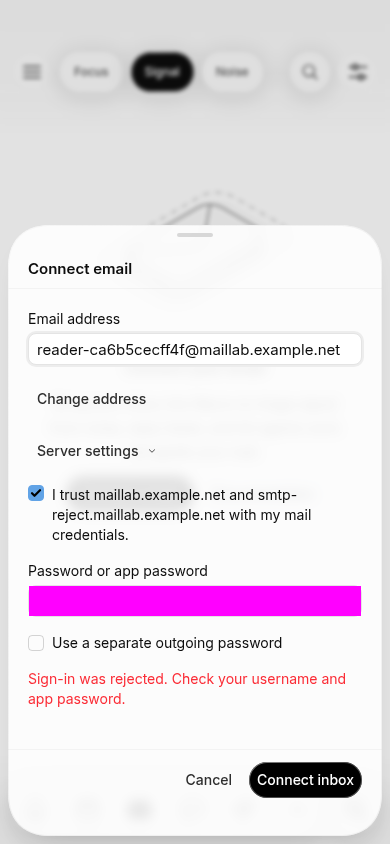 Focus
Signal
Noise
Connect email
Email address
reader-ca6b5cecff4f@maillab.example.net
Change address
Server settings
I trust maillab.example.net and smtp-
reject.maillab.example.net with my mail
credentials.
Password or app password
Use a separate outgoing password
Sign-in was rejected. Check your username and
app password.
Cancel
Connect inbox